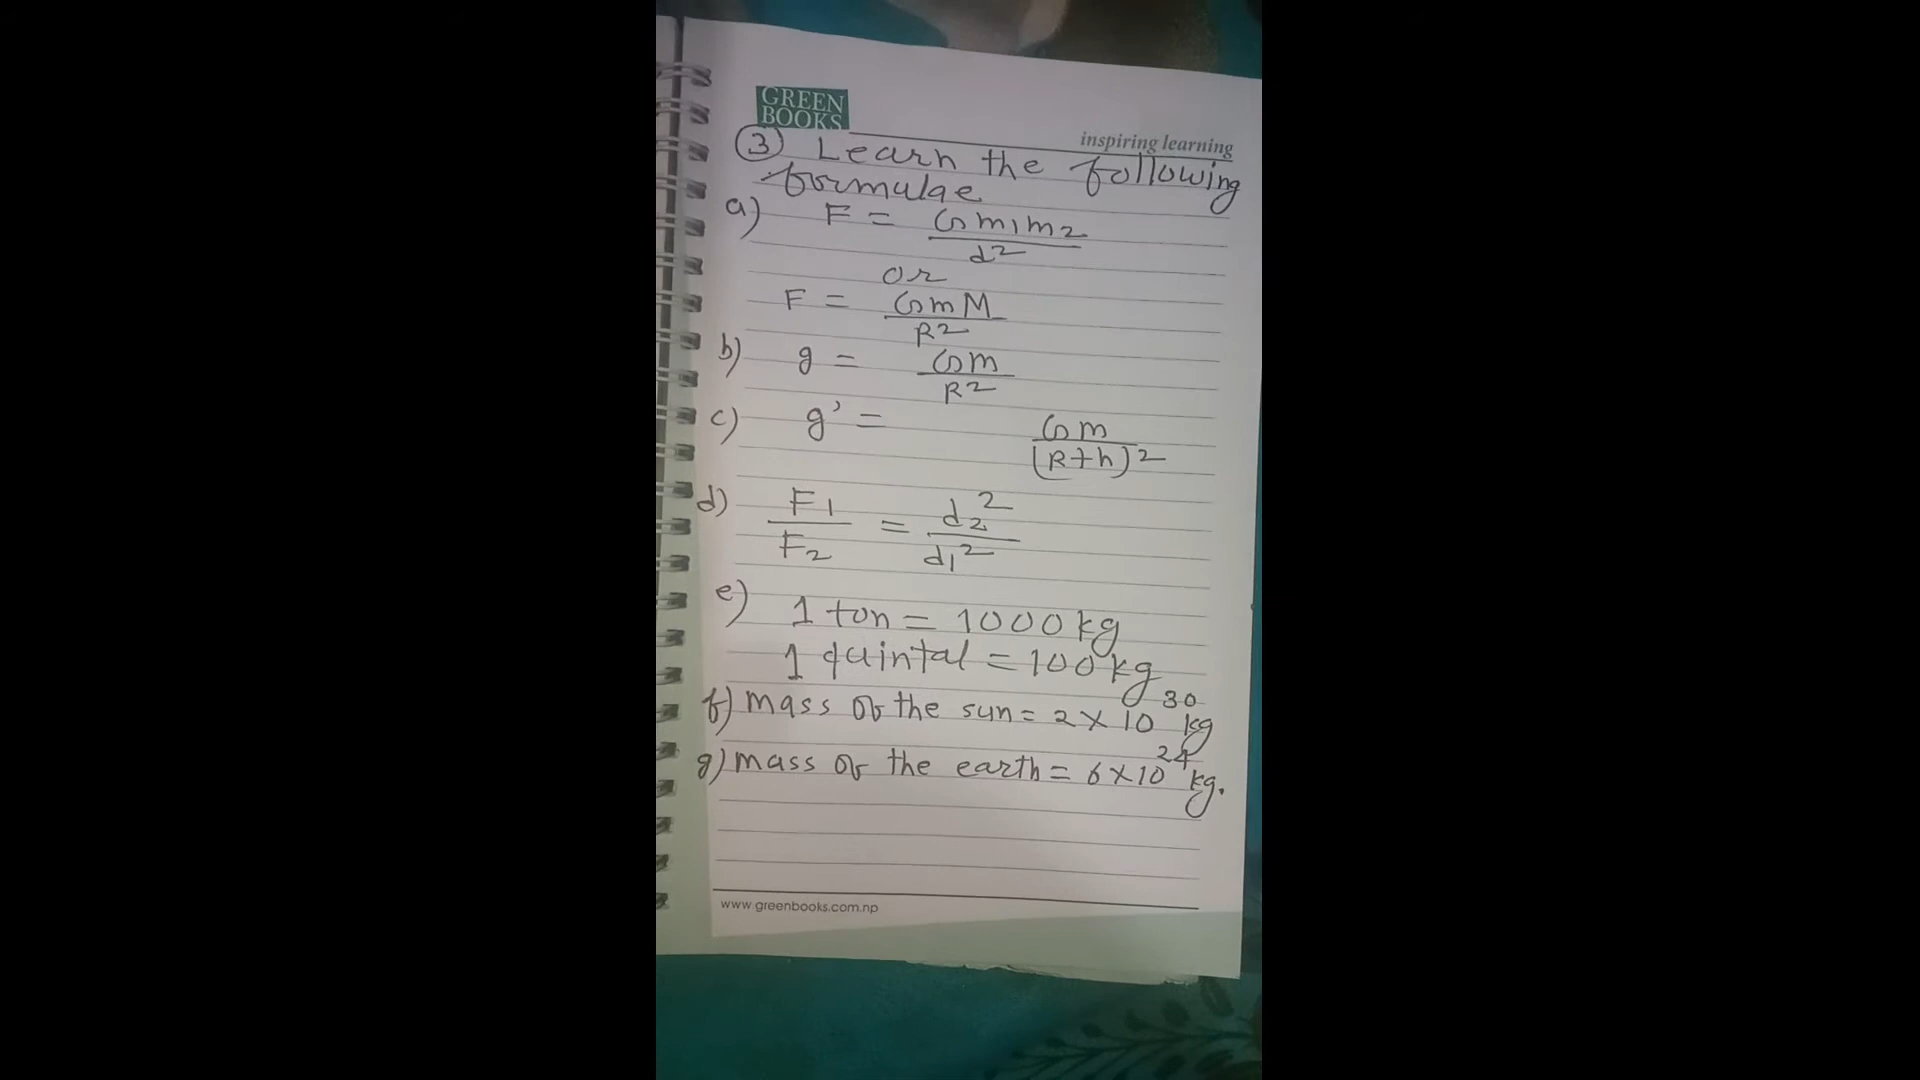 GREEN
BOOKS
inspiring learning
③ Learn the following
formulae
a) F = Gm1m2
d2
or
F = GmM
R2
b) g = Gm
R2
c) g' = Gm
(R+h)2
d) F1 = d2 2
F2 d1 2
e) 1 ton = 1000 kg
1 quintal = 100 kg
f) mass of the sun = 2 × 10 30 kg
g) mass of the earth = 6 × 10 24 kg.
www.greenbooks.com.np